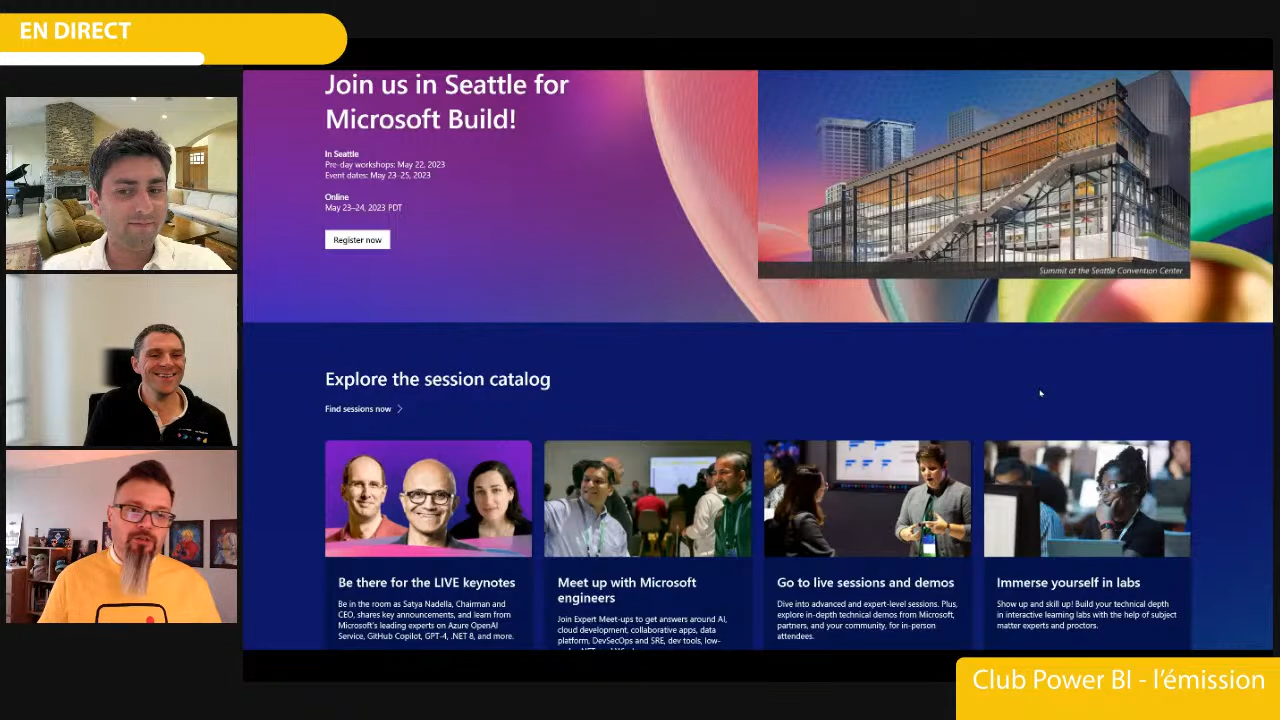 EN DIRECT
Join us in Seattle for
Microsoft Build!
In Seattle
Pre-day workshops: May 22, 2023
Event dates: May 23-25, 2023
Online
May 23–24, 2023 PDT
Register now
Summit at the Seattle Convention Center
Explore the session catalog
Find sessions now
Be there for the LIVE keynotes
Be in the room as Satya Nadella, Chairman and
CEO, shares key announcements, and learn from
Microsoft's leading experts on Azure OpenAI
Service, GitHub Copilot, GPT-4, .NET 8, and more.
Meet up with Microsoft
engineers
Join Expert Meet-ups to get answers around AI,
cloud development, collaborative apps, data
platform, DevSecOps and SRE, dev tools, low-
Go to live sessions and demos
Dive into advanced and expert-level sessions. Plus,
explore in-depth technical demos from Microsoft,
partners, and your community, for in-person
attendees.
Immerse yourself in labs
Show up and skill up! Build your technical depth
in interactive learning labs with the help of subject
matter experts and proctors.
Club Power BI - l'émission